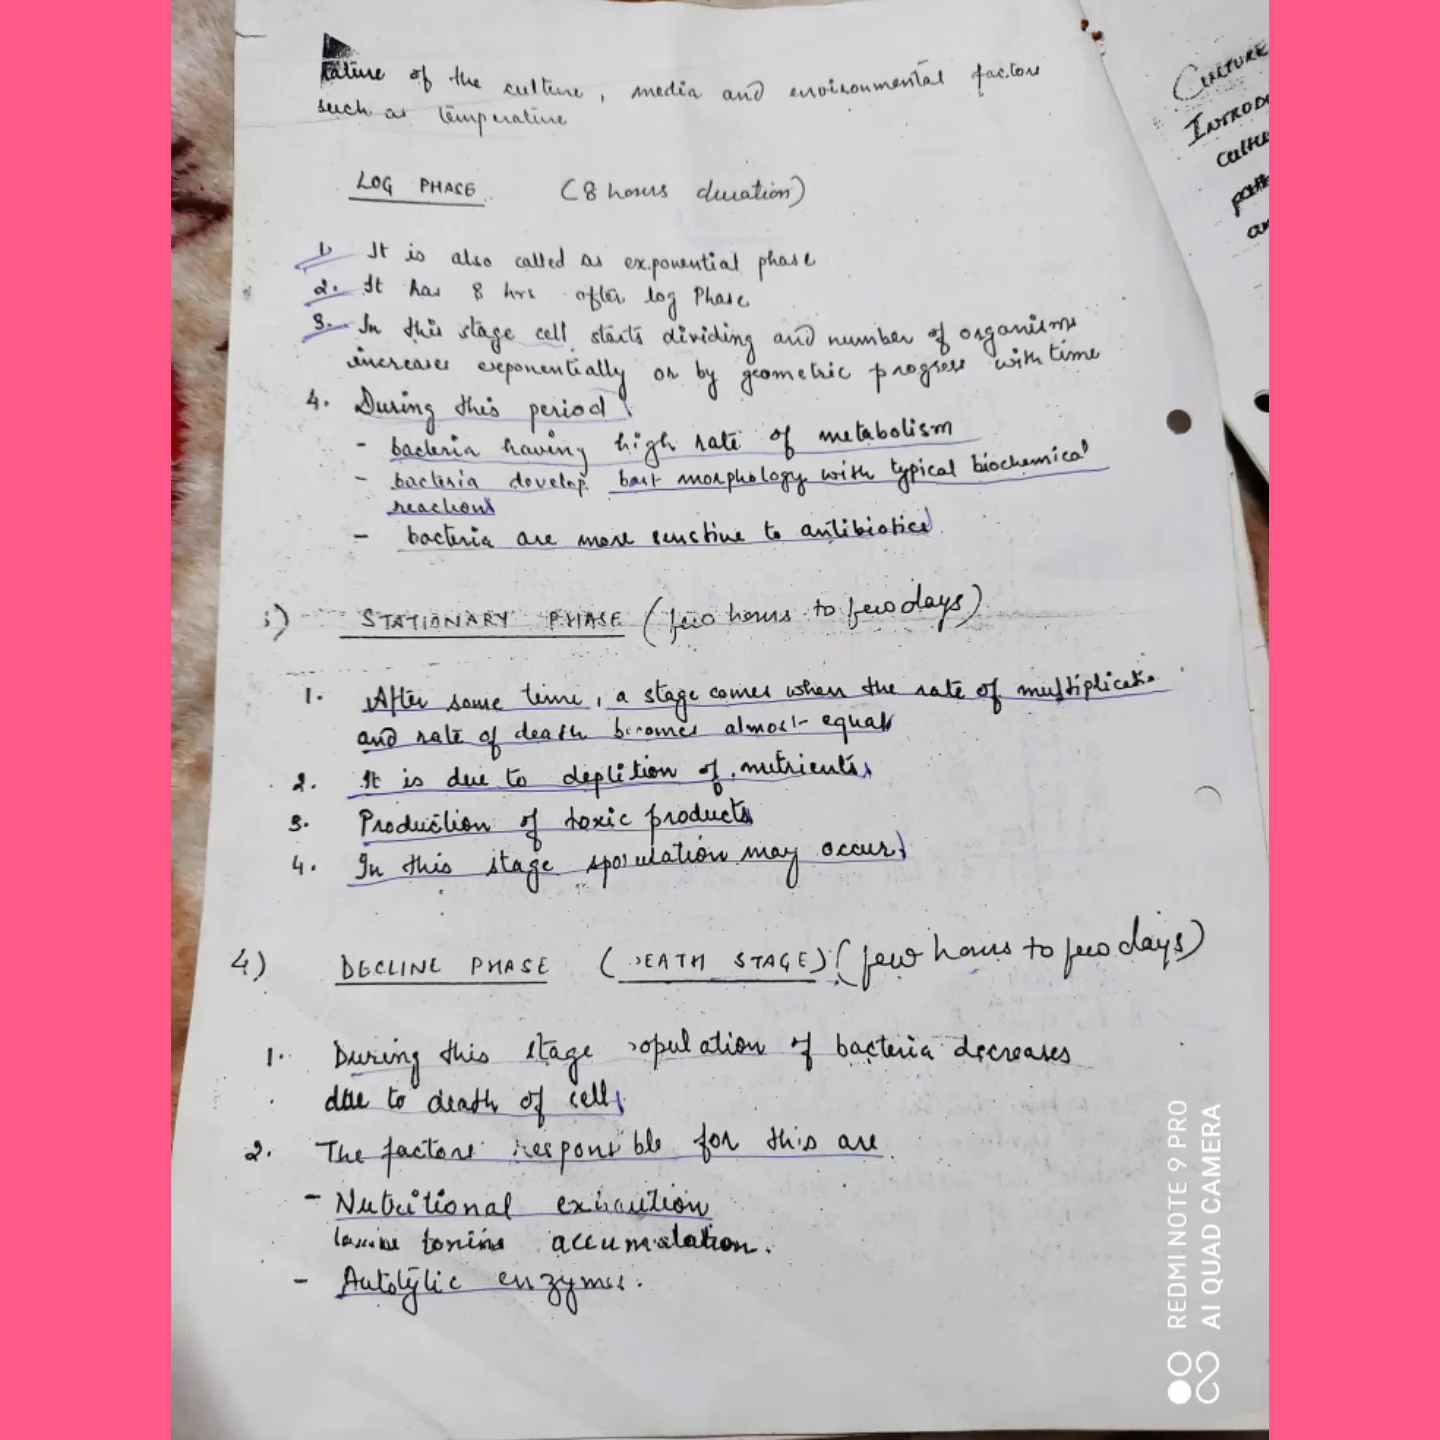 nature of the culture, media and environmental factors
such as temperature
LOG PHASE (8 hours duration)
1. It is also called as exponential phase
2. It has 8 hrs after log Phase
3. In this stage cell starts dividing and number of organisms
increases exponentially or by geometric progress with time
4. During this period
- bacteria having high rate of metabolism
- bacteria develop best morphology with typical biochemical
reactions
- bacteria are more senstive to antibiotics
3) STATIONARY PHASE (few hours to few days)
1. After some time, a stage comes when the rate of multiplicatio
and rate of death becomes almost equal
2. It is due to deplition of nutrients
3. Production of toxic products
4. In this stage sporulation may occur
4) DECLINE PHASE (DEATH STAGE) (few hours to few days)
1. During this stage population of bacteria decreases
due to death of cells
2. The factors responsible for this are
- Nutritional exhaution
toxins accumalation.
- Autolytic enzymes.
CULTURE
INTROD
REDMI NOTE 9 PRO
AI QUAD CAMERA